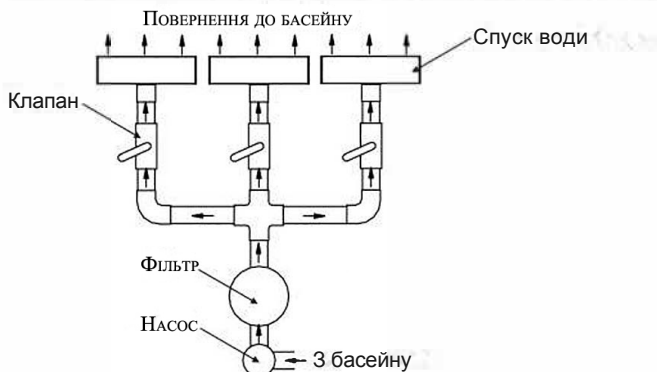 Повернення до басейну
Спуск води
Клапан
Фільтр
Насос
З басейну